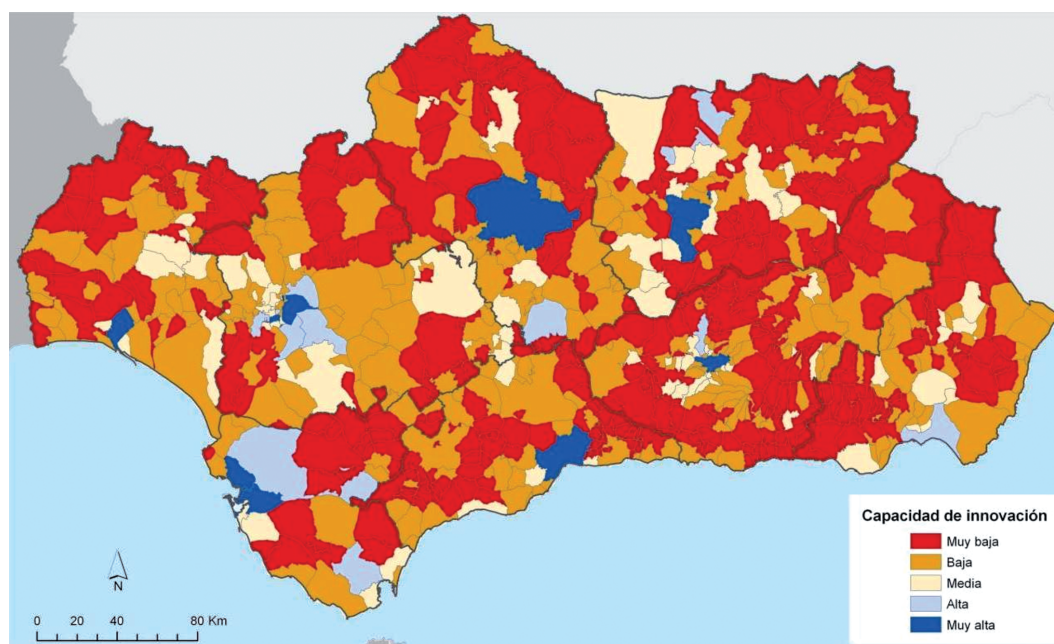 Capacidad de innovación
Muy baja
Baja
Media
Alta
Muy alta
N
0 20 40 80 Km